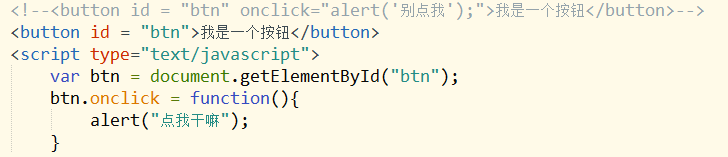 <!--<button id = "btn" onclick="alert('别点我');">我是一个按钮</button>-->
<button id = "btn">我是一个按钮</button>
<script type="text/javascript">
    var btn = document.getElementById("btn");
    btn.onclick = function(){
        alert("点我干嘛");
    }